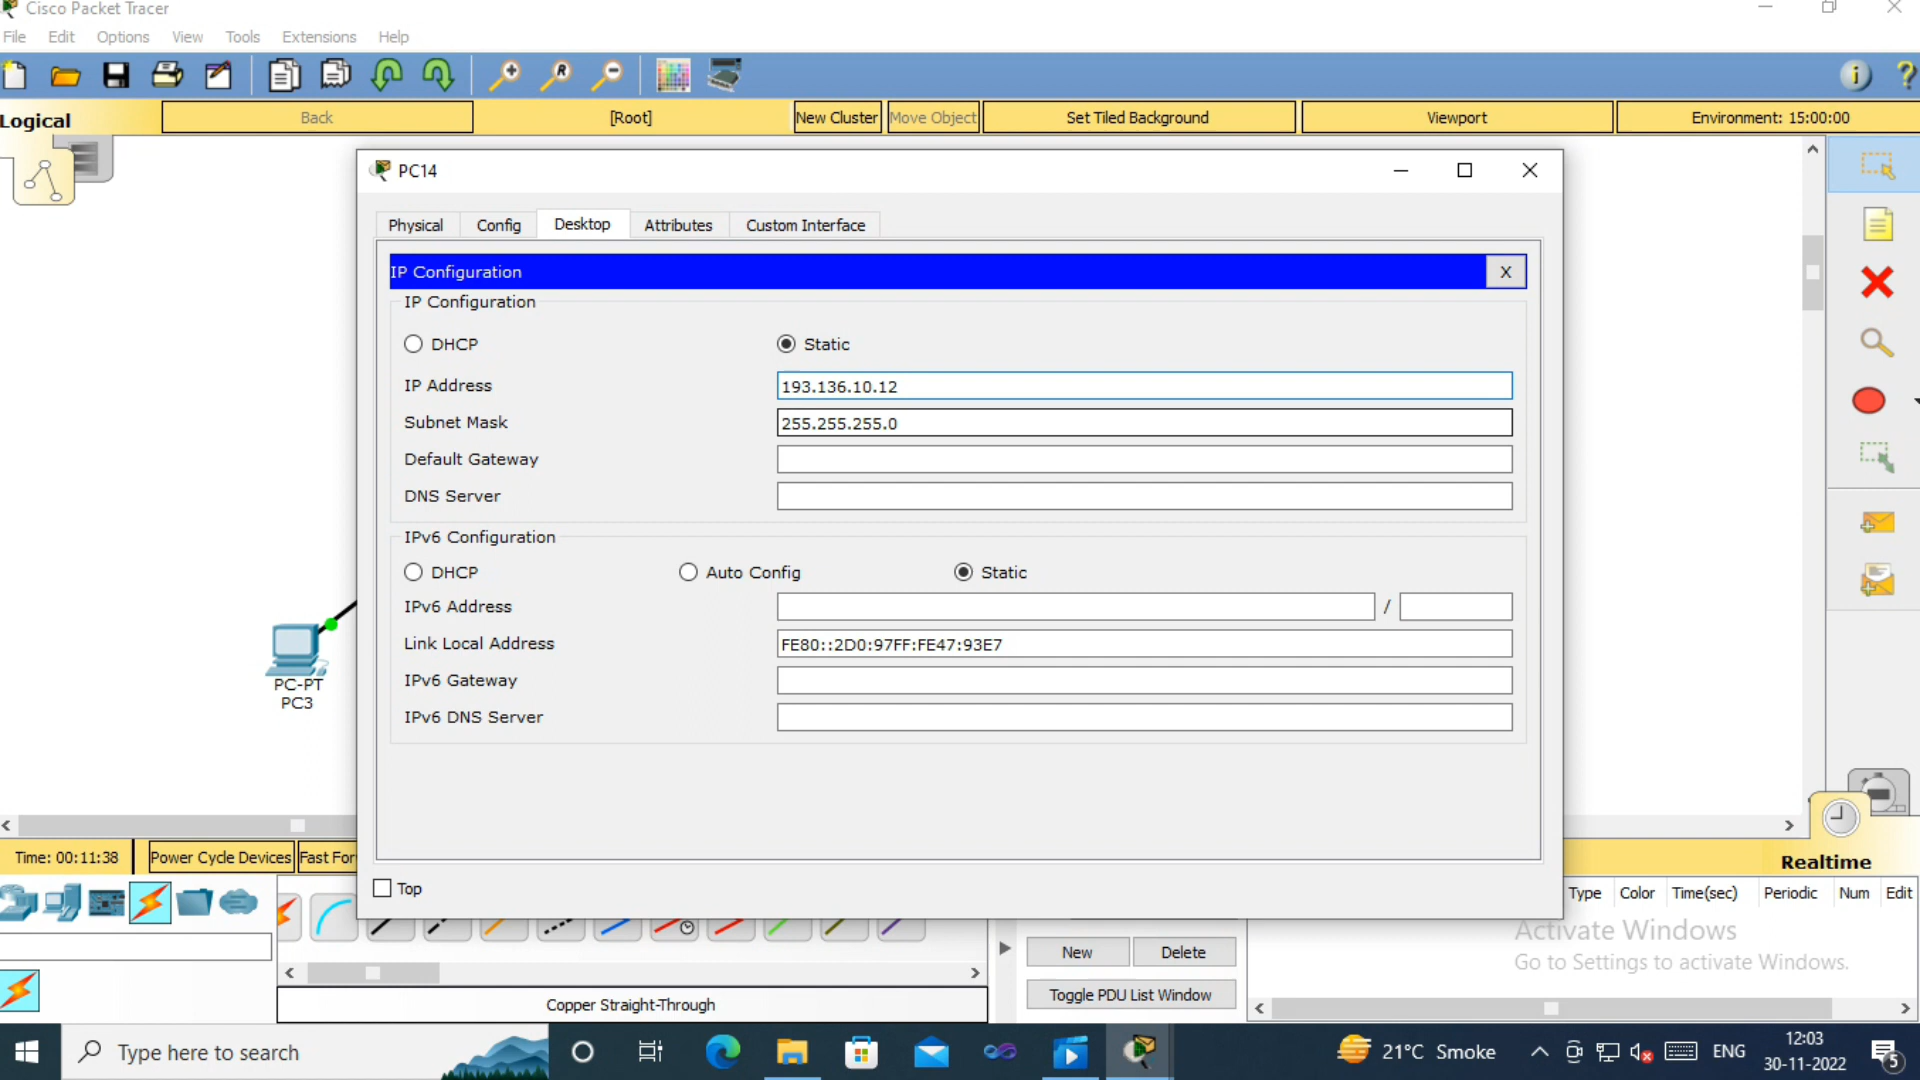 Cisco Packet Tracer
File Edit Options View Tools Extensions Help
Logical Back [Root] New Cluster Move Object Set Tiled Background Viewport Environment: 15:00:00
PC14
Physical Config Desktop Attributes Custom Interface
IP Configuration X
IP Configuration
DHCP Static
IP Address 193.136.10.12
Subnet Mask 255.255.255.0
Default Gateway
DNS Server
IPv6 Configuration
DHCP Auto Config Static
IPv6 Address /
Link Local Address FE80::2D0:97FF:FE47:93E7
IPv6 Gateway
IPv6 DNS Server
PC-PT
PC3
Time: 00:11:38 Power Cycle Devices Fast For
Realtime
Top
Type Color Time(sec) Periodic Num Edit
Activate Windows
Go to Settings to activate Windows.
New Delete
Toggle PDU List Window
Copper Straight-Through
Type here to search
21°C Smoke
ENG
12:03
30-11-2022
5